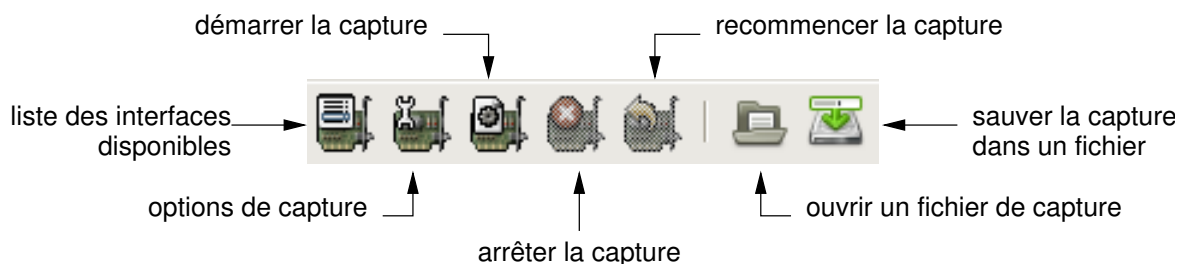 démarrer la capture
recommencer la capture
liste des interfaces
disponibles
sauver la capture
dans un fichier
options de capture
ouvrir un fichier de capture
arrêter la capture